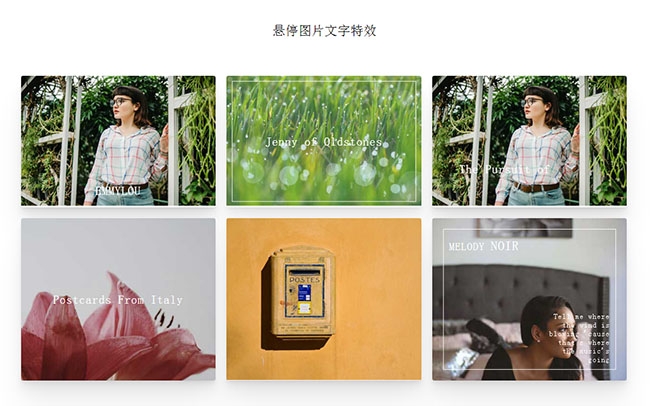 悬停图片文字特效
EMMYLOU
Jenny of Oldstones
The Pursuit of
Postcards From Italy
POSTES
MELODY NOIR
Tell me where
the wind is
blowing 'cause
that's where
the music's
going